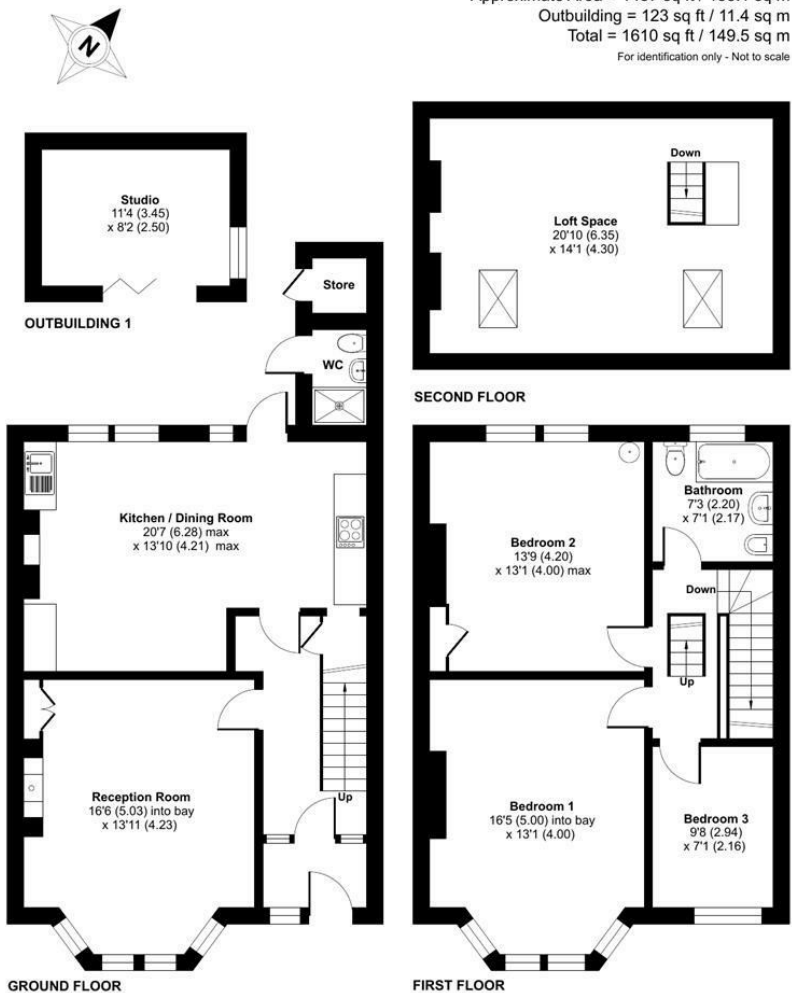 Outbuilding = 123 sq ft / 11.4 sq m
Total = 1610 sq ft / 149.5 sq m
For identification only - Not to scale
N
Studio
11'4 (3.45)
x 8'2 (2.50)
OUTBUILDING 1
Store
WC
Down
Loft Space
20'10 (6.35)
x 14'1 (4.30)
SECOND FLOOR
Kitchen / Dining Room
20'7 (6.28) max
x 13'10 (4.21) max
Reception Room
16'6 (5.03) into bay
x 13'11 (4.23)
Up
GROUND FLOOR
Bedroom 2
13'9 (4.20)
x 13'1 (4.00) max
Bathroom
7'3 (2.20)
x 7'1 (2.17)
Down
Up
Bedroom 1
16'5 (5.00) into bay
x 13'1 (4.00)
Bedroom 3
9'8 (2.94)
x 7'1 (2.16)
FIRST FLOOR